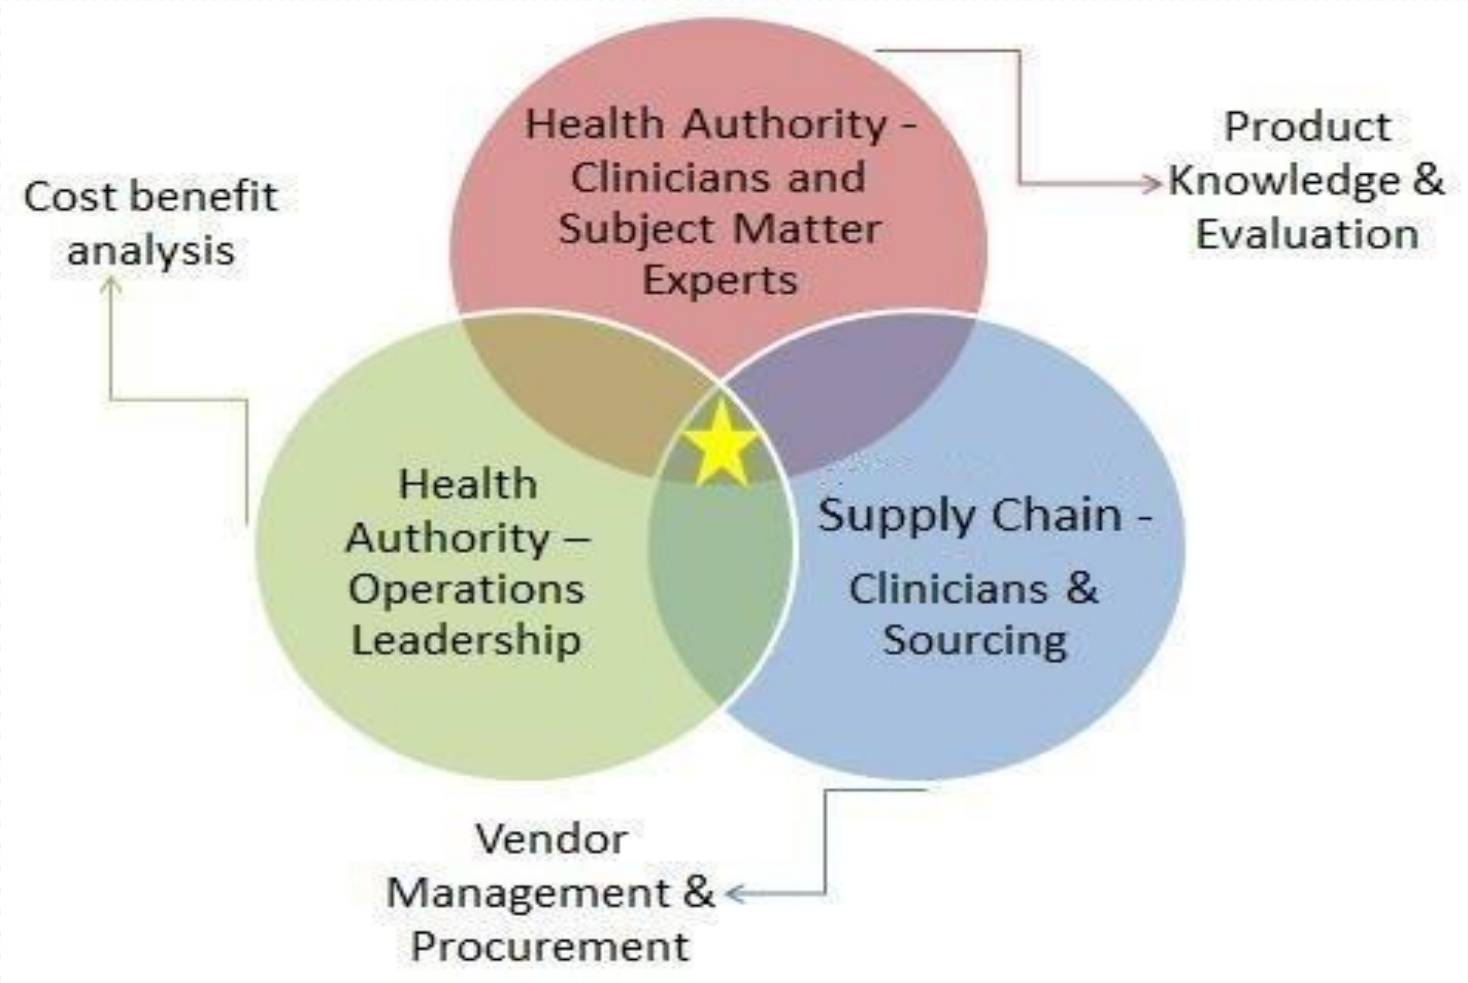 Health Authority -
Clinicians and
Subject Matter
Experts
Product
Knowledge &
Evaluation
Cost benefit
analysis
Health
Authority –
Operations
Leadership
Supply Chain -
Clinicians &
Sourcing
Vendor
Management &
Procurement